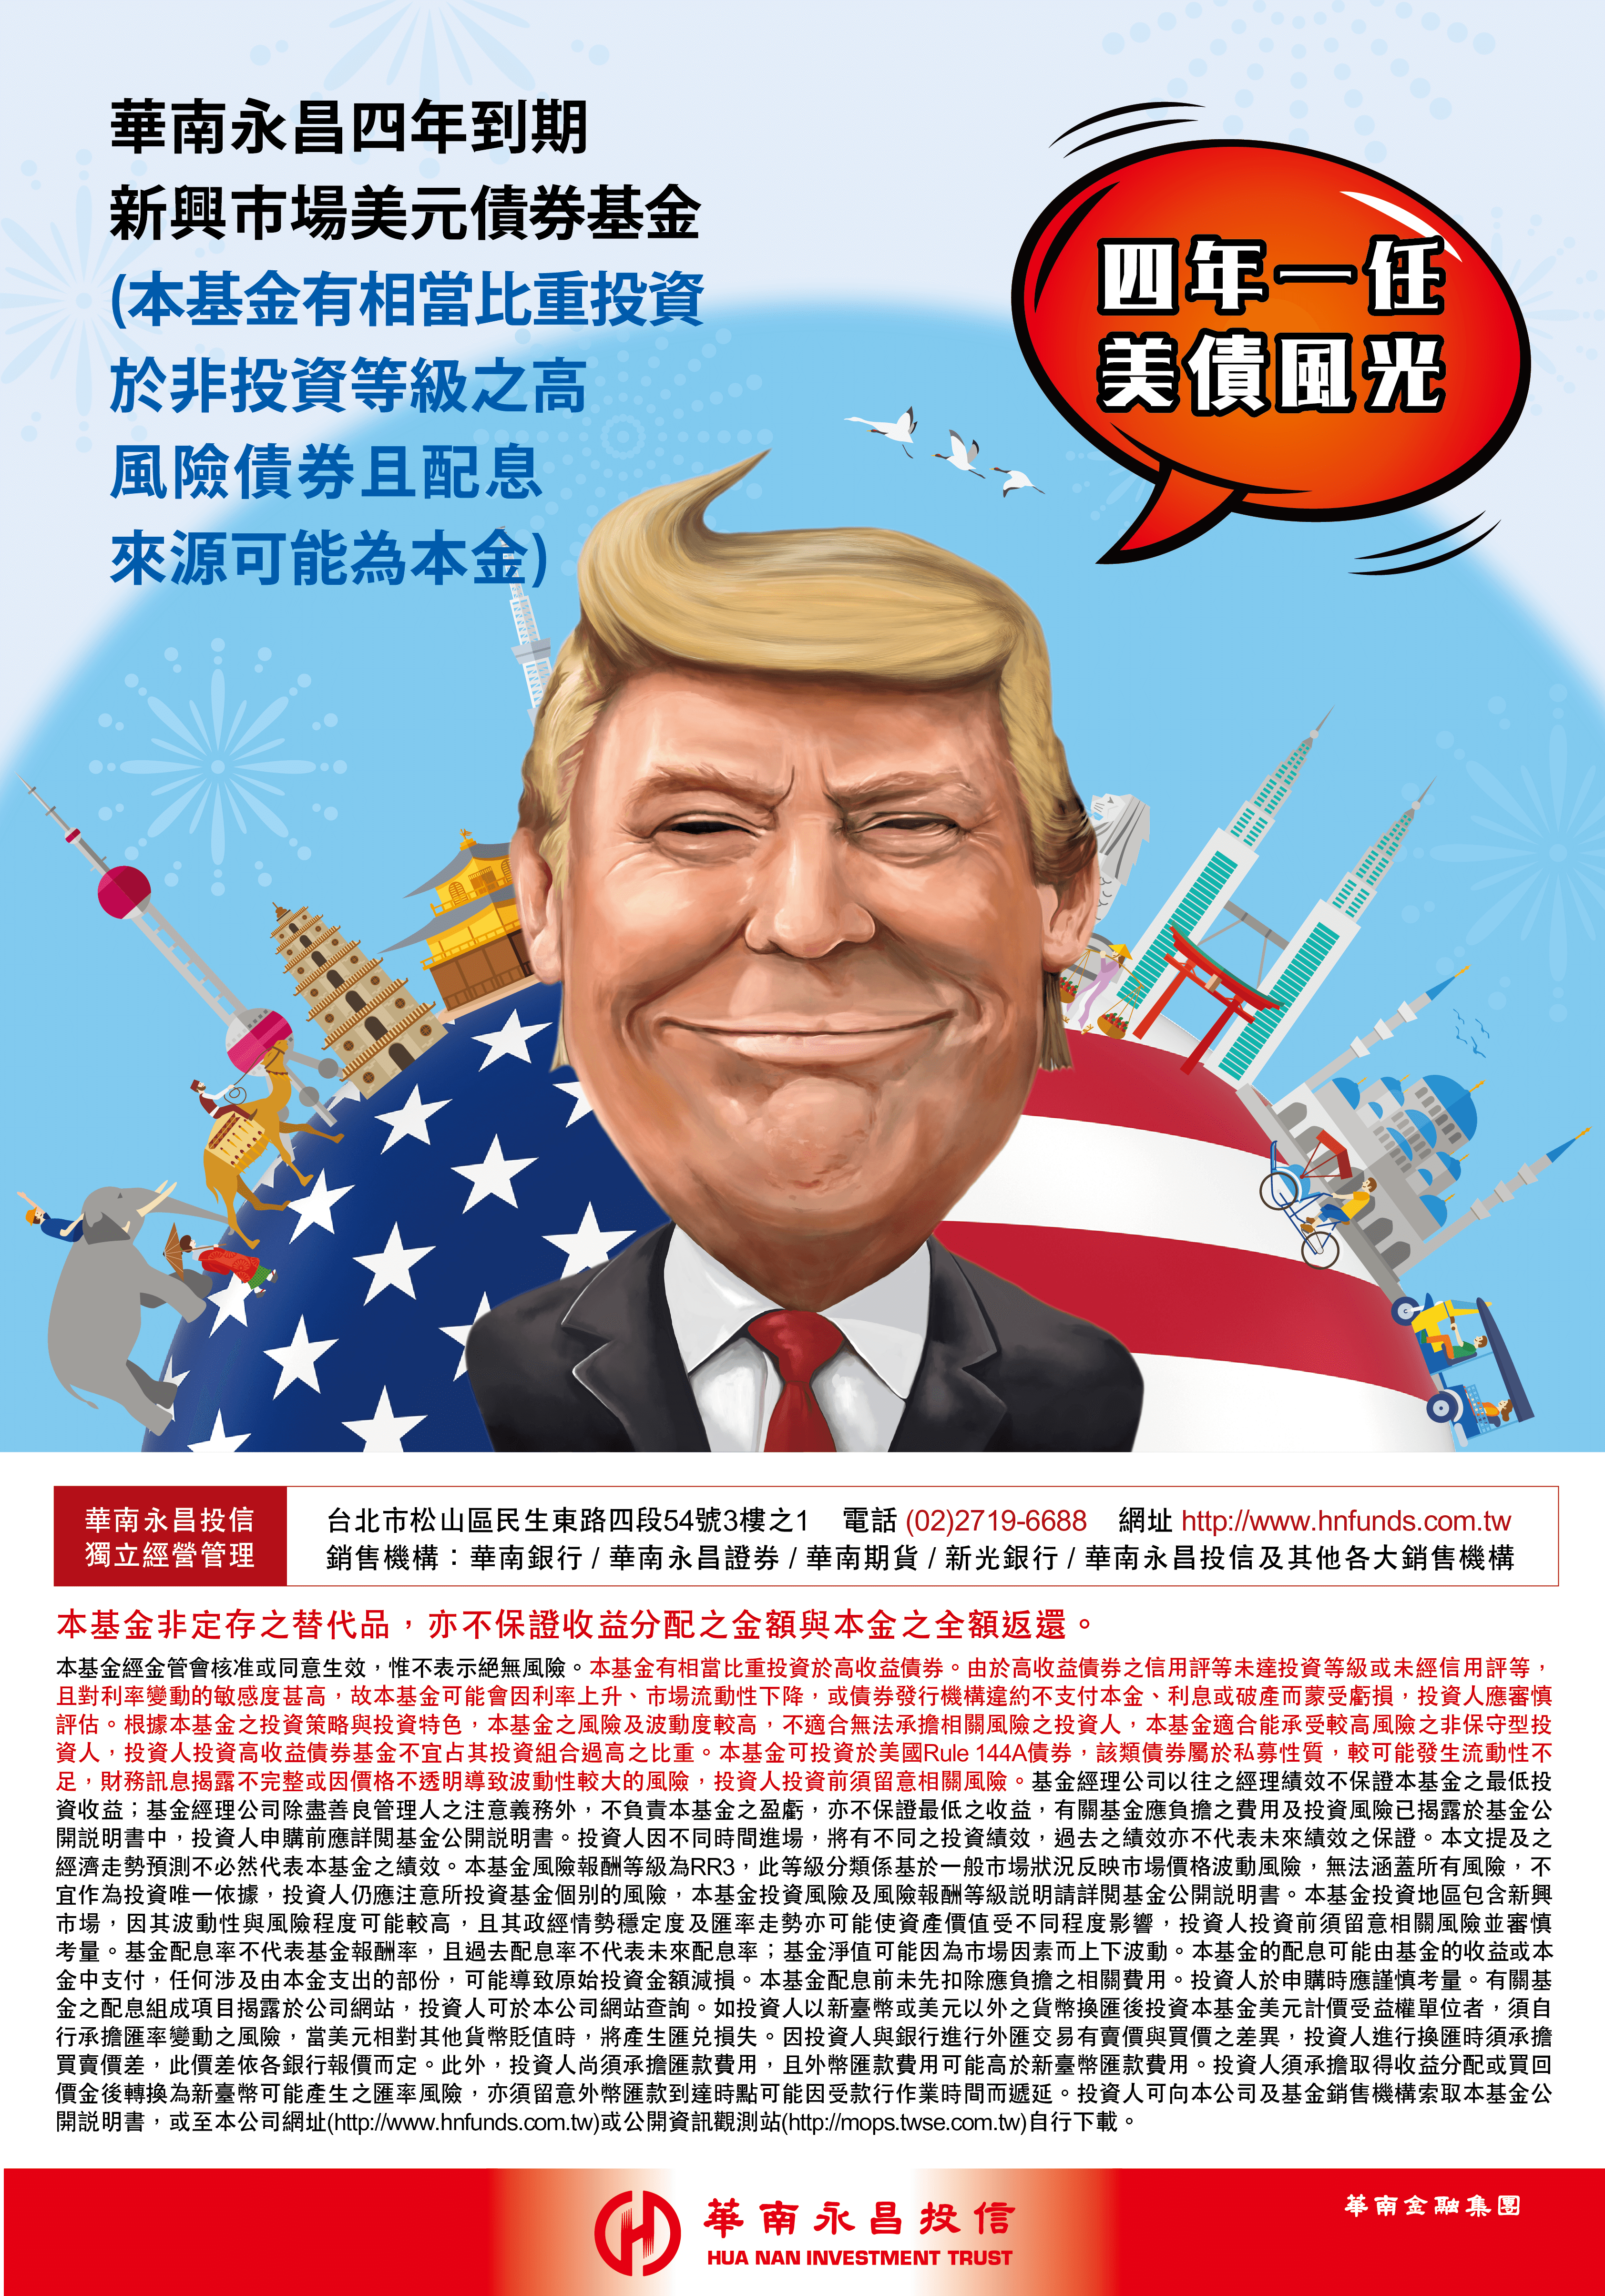 華南永昌四年到期
新興市場美元債券基金
(本基金有相當比重投資
於非投資等級之高
風險債券且配息
來源可能為本金)
四年一任
美債風光
華南永昌投信
獨立經營管理
台北市松山區民生東路四段54號3樓之1 電話 (02)2719-6688 網址 http://www.hnfunds.com.tw
銷售機構：華南銀行 / 華南永昌證券 / 華南期貨 / 新光銀行 / 華南永昌投信及其他各大銷售機構
本基金非定存之替代品，亦不保證收益分配之金額與本金之全額返還。
本基金經金管會核准或同意生效，惟不表示絕無風險。本基金有相當比重投資於高收益債券。由於高收益債券之信用評等未達投資等級或未經信用評等，
且對利率變動的敏感度甚高，故本基金可能會因利率上升、市場流動性下降，或債券發行機構違約不支付本金、利息或破產而蒙受虧損，投資人應審慎
評估。根據本基金之投資策略與投資特色，本基金之風險及波動度較高，不適合無法承擔相關風險之投資人，本基金適合能承受較高風險之非保守型投
資人，投資人投資高收益債券基金不宜占其投資組合過高之比重。本基金可投資於美國Rule 144A債券，該類債券屬於私募性質，較可能發生流動性不
足，財務訊息揭露不完整或因價格不透明導致波動性較大的風險，投資人投資前須留意相關風險。基金經理公司以往之經理績效不保證本基金之最低投
資收益；基金經理公司除盡善良管理人之注意義務外，不負責本基金之盈虧，亦不保證最低之收益，有關基金應負擔之費用及投資風險已揭露於基金公
開説明書中，投資人申購前應詳閱基金公開説明書。投資人因不同時間進場，將有不同之投資績效，過去之績效亦不代表未來績效之保證。本文提及之
經濟走勢預測不必然代表本基金之績效。本基金風險報酬等級為RR3，此等級分類係基於一般市場狀況反映市場價格波動風險，無法涵蓋所有風險，不
宜作為投資唯一依據，投資人仍應注意所投資基金個別的風險，本基金投資風險及風險報酬等級説明請詳閱基金公開説明書。本基金投資地區包含新興
市場，因其波動性與風險程度可能較高，且其政經情勢穩定度及匯率走勢亦可能使資產價值受不同程度影響，投資人投資前須留意相關風險並審慎
考量。基金配息率不代表基金報酬率，且過去配息率不代表未來配息率；基金淨值可能因為市場因素而上下波動。本基金的配息可能由基金的收益或本
金中支付，任何涉及由本金支出的部份，可能導致原始投資金額減損。本基金配息前未先扣除應負擔之相關費用。投資人於申購時應謹慎考量。有關基
金之配息組成項目揭露於公司網站，投資人可於本公司網站查詢。如投資人以新臺幣或美元以外之貨幣換匯後投資本基金美元計價受益權單位者，須自
行承擔匯率變動之風險，當美元相對其他貨幣貶值時，將產生匯兌損失。因投資人與銀行進行外匯交易有賣價與買價之差異，投資人進行換匯時須承擔
買賣價差，此價差依各銀行報價而定。此外，投資人尚須承擔匯款費用，且外幣匯款費用可能高於新臺幣匯款費用。投資人須承擔取得收益分配或買回
價金後轉換為新臺幣可能產生之匯率風險，亦須留意外幣匯款到達時點可能因受款行作業時間而遞延。投資人可向本公司及基金銷售機構索取本基金公
開説明書，或至本公司網址(http://www.hnfunds.com.tw)或公開資訊觀測站(http://mops.twse.com.tw)自行下載。
華南永昌投信
HUA NAN INVESTMENT TRUST
華南金融集團